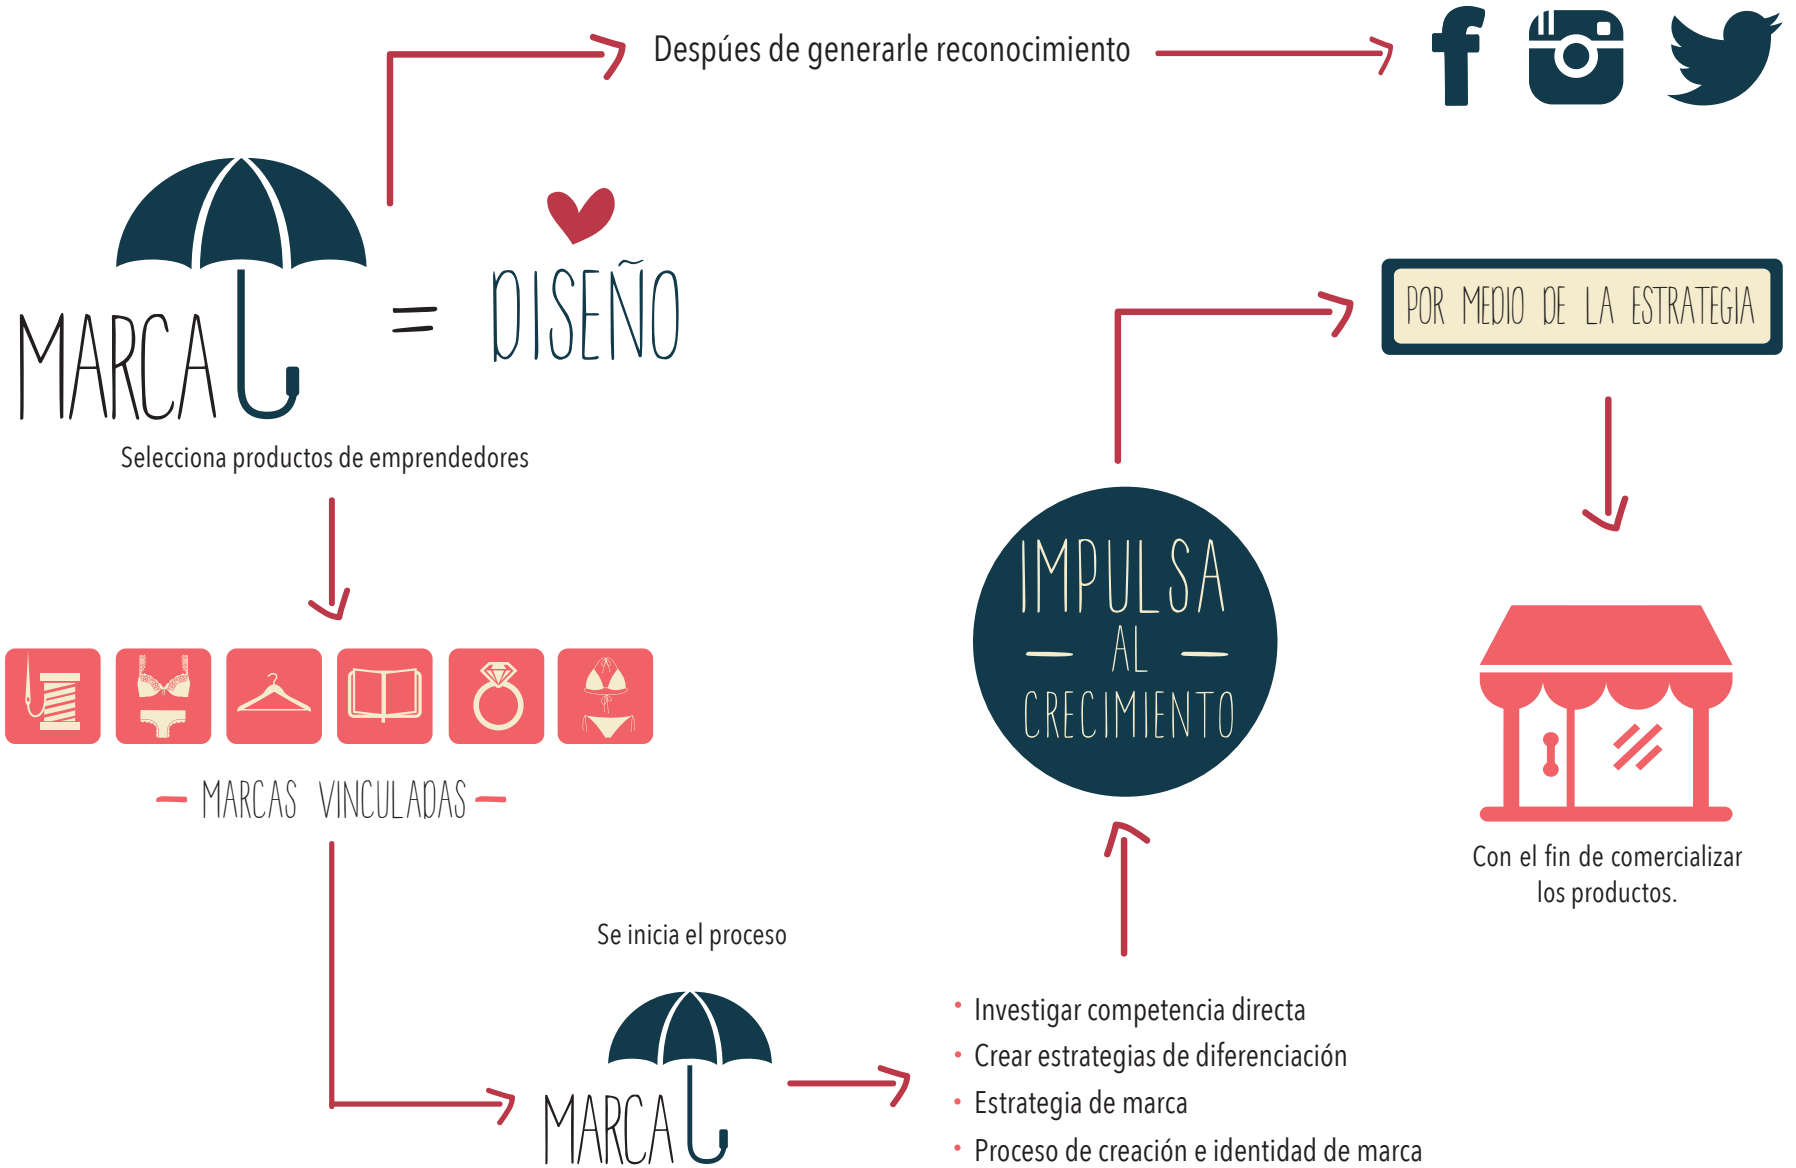 Despúes de generarle reconocimiento
MARCA
=
DISEÑO
Selecciona productos de emprendedores
MARCAS VINCULADAS
Se inicia el proceso
MARCA
• Investigar competencia directa
• Crear estrategias de diferenciación
• Estrategia de marca
• Proceso de creación e identidad de marca
IMPULSA
AL
CRECIMIENTO
POR MEDIO DE LA ESTRATEGIA
Con el fin de comercializar
los productos.